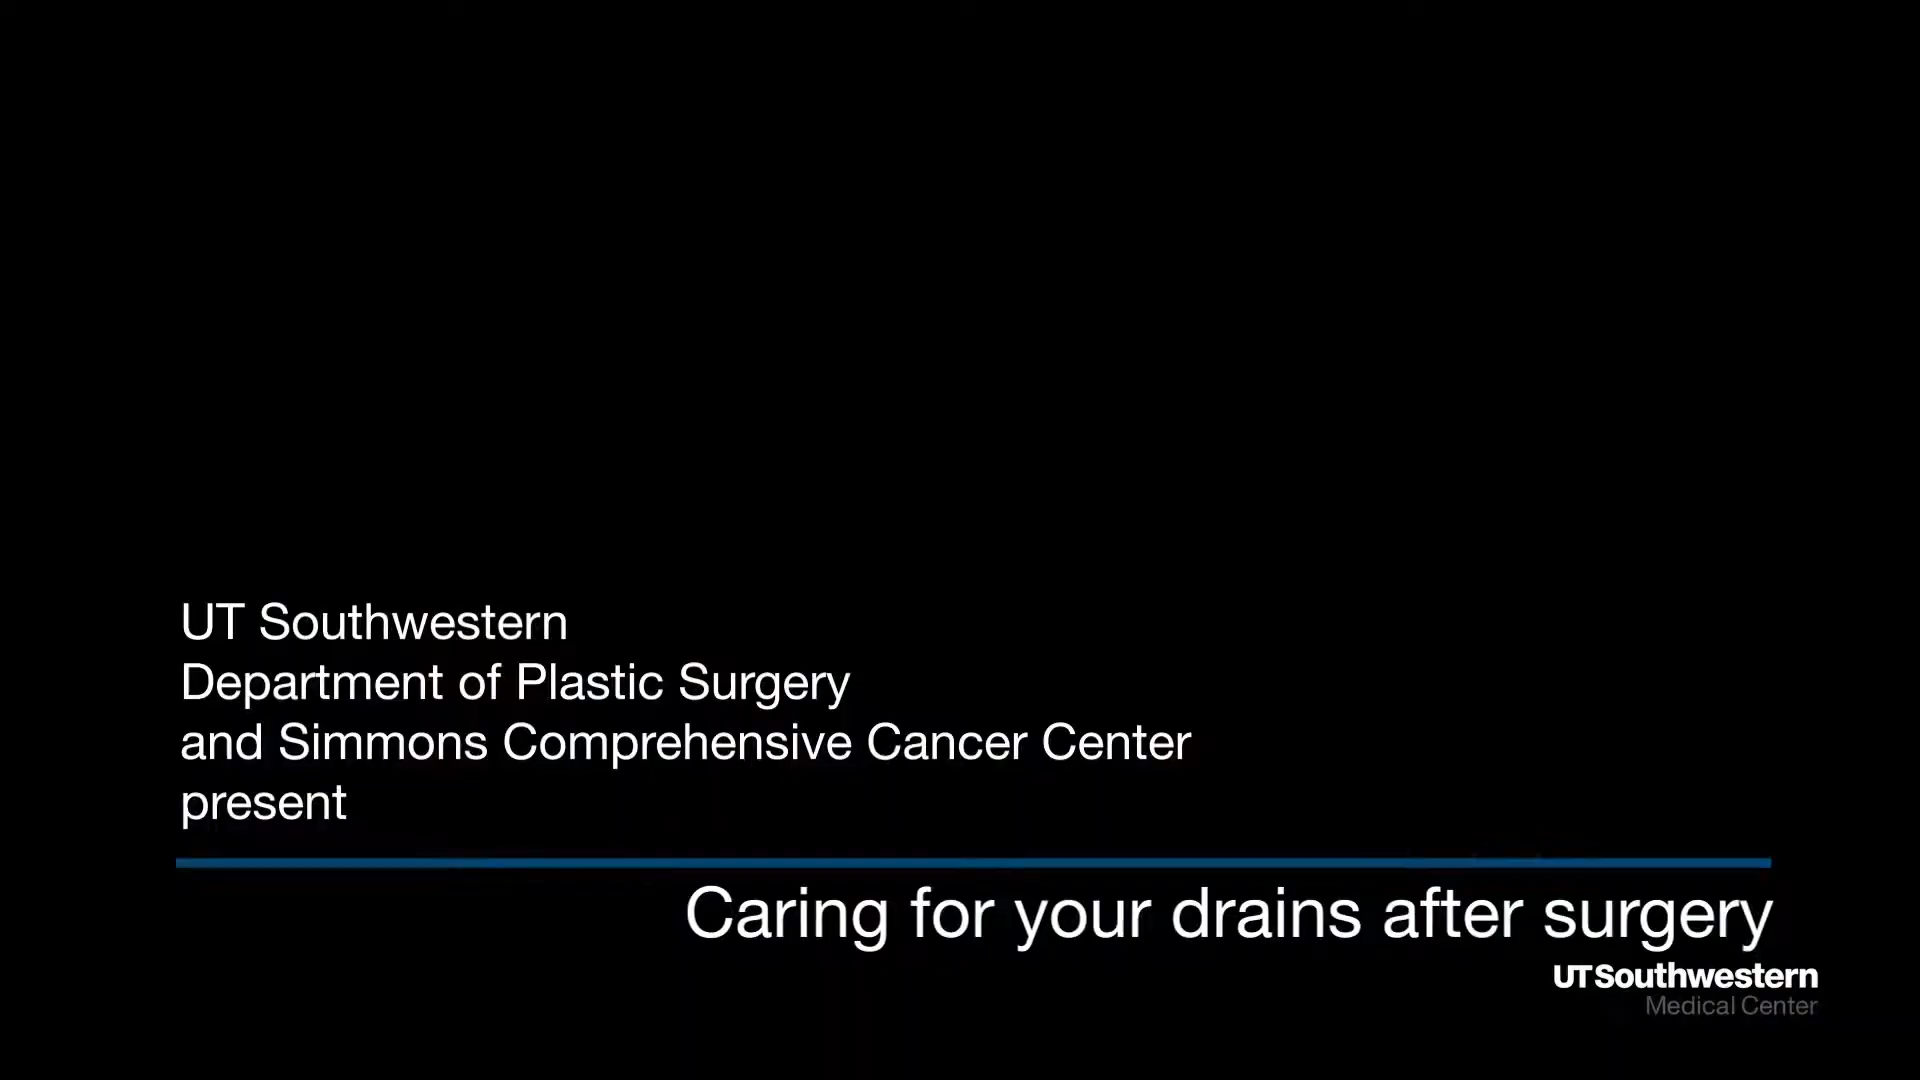 UT Southwestern
Department of Plastic Surgery
and Simmons Comprehensive Cancer Center
present
Caring for your drains after surgery
UTSouthwestern
Medical Center